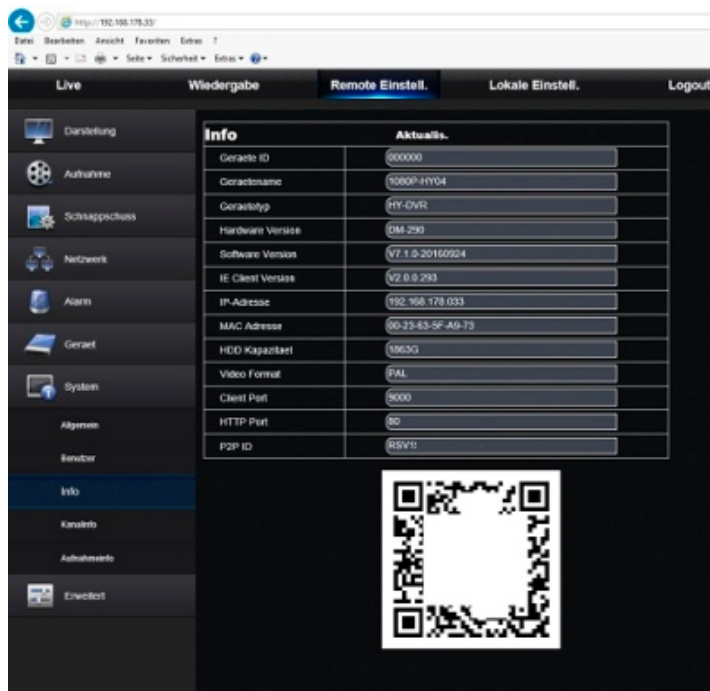 http://192.168.178.33/
Datei Bearbeiten Ansicht Favoriten Extras ?
Seite Sicherheit Extras
Live Wiedergabe Remote Einstell. Lokale Einstell. Logout
Darstellung
Aufnahme
Schnappschuss
Netzwerk
Alarm
Geraet
System
Allgemein
Benutzer
Info
Kanalinfo
Aufnahmeinfo
Erweitert
Info Aktualis.
Geraete ID 000000
Geraetename 1080P-HY04
Geraetetyp HY-DVR
Hardware Version DM-290
Software Version V7.1.0-20160924
IE Client Version V2.0.0.293
IP-Adresse 192.168.178.033
MAC Adresse 00-23-63-5F-A9-73
HDD Kapazitaet 1863G
Video Format PAL
Client Port 9000
HTTP Port 80
P2P ID RSV1